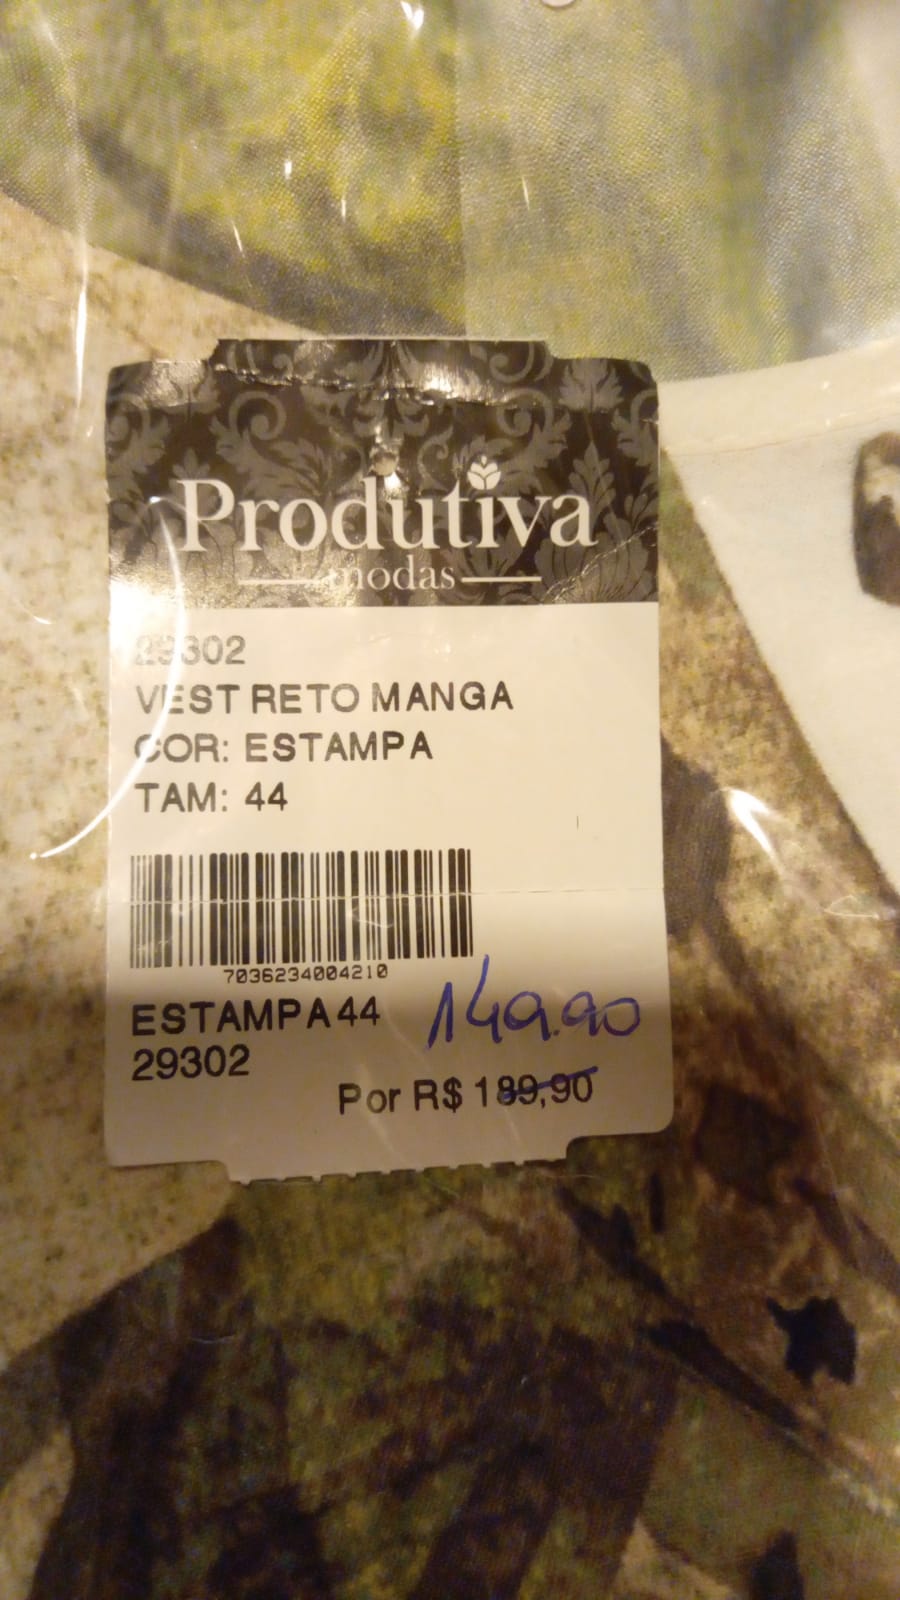 Produtiva
modas
29302
VEST RETO MANGA
COR: ESTAMPA
TAM: 44
7036234004210
ESTAMPA44
149.90
29302
Por R$ 189,90